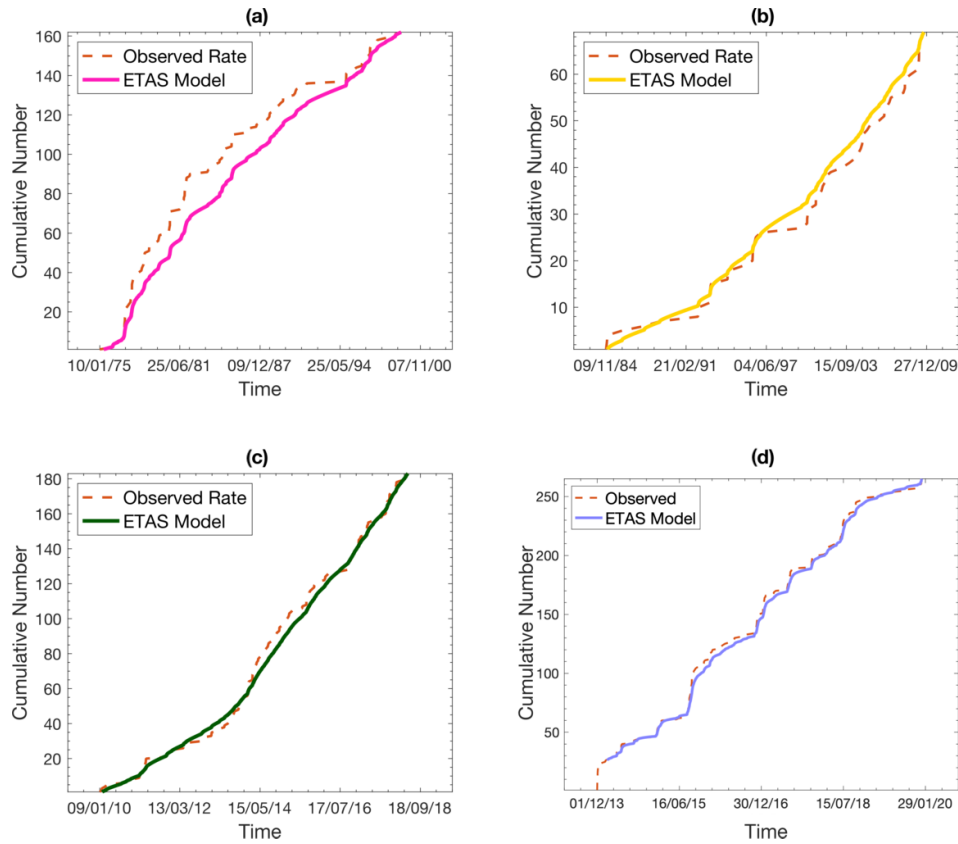 (a)
Observed Rate
ETAS Model
160
140
120
100
80
60
40
20
Cumulative Number
10/01/75 25/06/81 09/12/87 25/05/94 07/11/00
Time
(b)
Observed Rate
ETAS Model
60
50
40
30
20
10
Cumulative Number
09/11/84 21/02/91 04/06/97 15/09/03 27/12/09
Time
(c)
Observed Rate
ETAS Model
180
160
140
120
100
80
60
40
20
Cumulative Number
09/01/10 13/03/12 15/05/14 17/07/16 18/09/18
Time
(d)
Observed
ETAS Model
250
200
150
100
50
Cumulative Number
01/12/13 16/06/15 30/12/16 15/07/18 29/01/20
Time